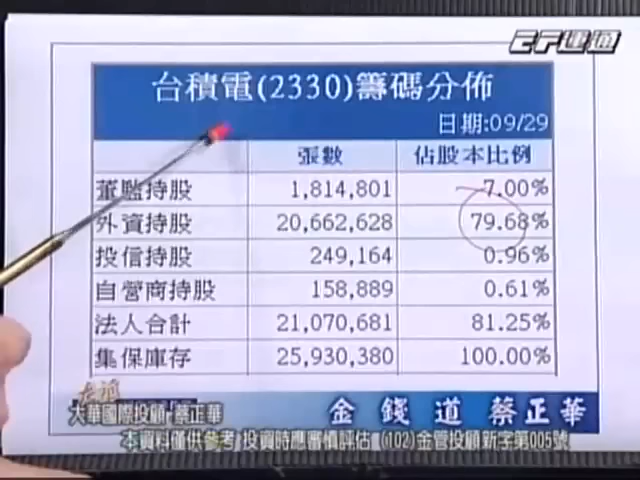 EF建通
台積電(2330)籌碼分佈
日期:09/29
張數 佔股本比例
董監持股 1,814,801 7.00%
外資持股 20,662,628 79.68%
投信持股 249,164 0.96%
自營商持股 158,889 0.61%
法人合計 21,070,681 81.25%
集保庫存 25,930,380 100.00%
金錢道 蔡正華
大華國際投顧 蔡正華
本資料僅供參考 投資時應審慎評估 (102)金管投顧新字第005號